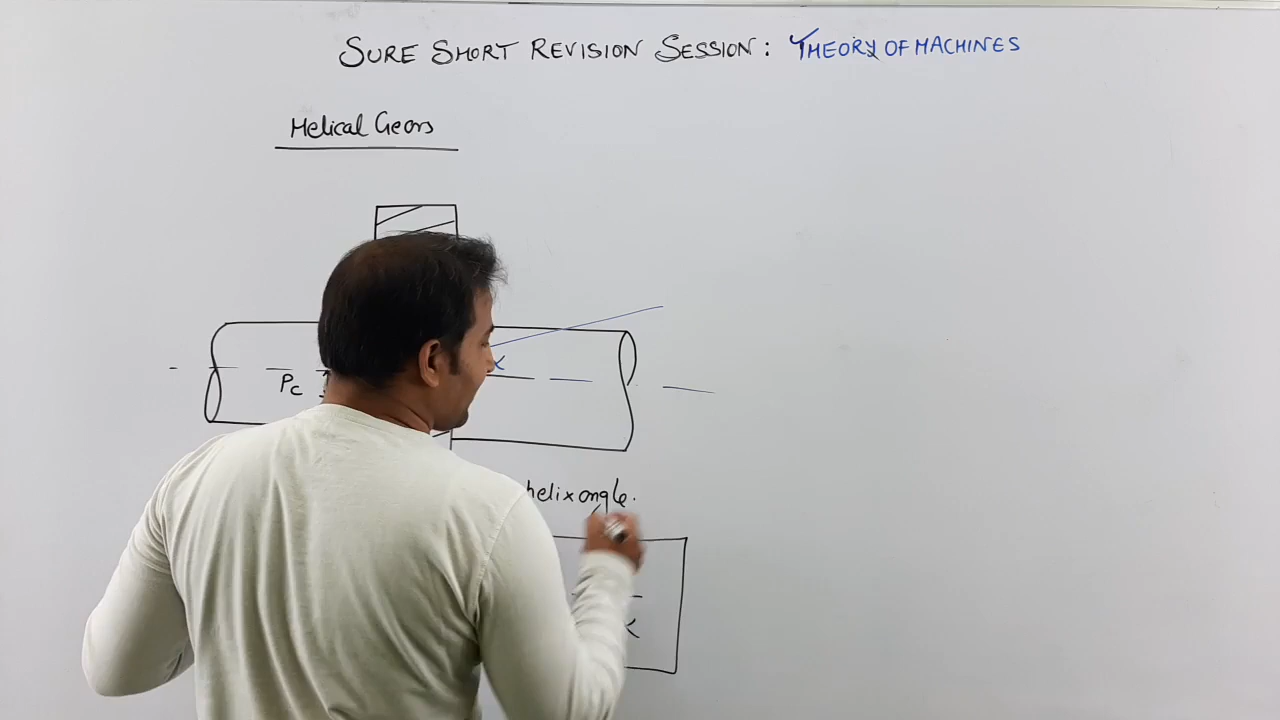 SURE SHORT REVISION SESSION: THEORY OF MACHINES
Helical Gears
α
Pc
helix angle.